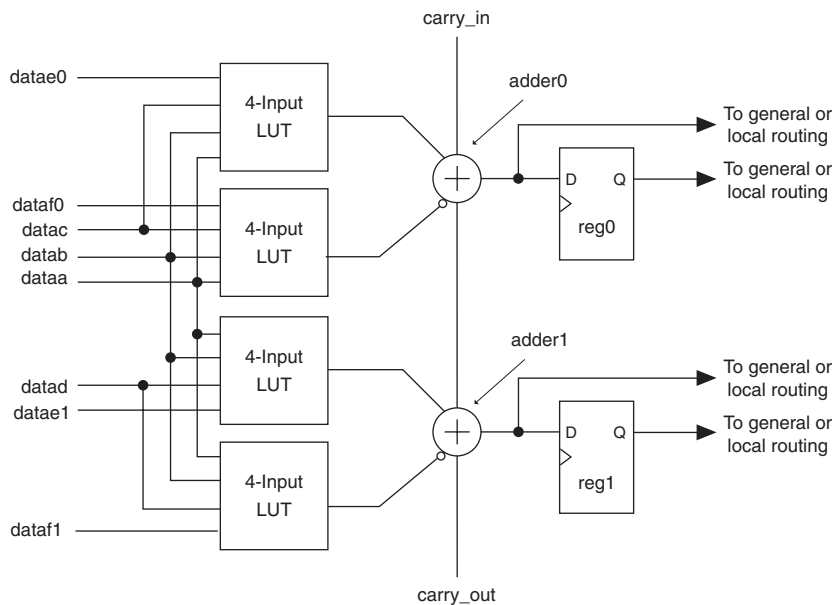 carry_in
adder0
datae0
4-Input
LUT
To general or
local routing
To general or
local routing
D Q
reg0
dataf0
datac
datab
dataa
4-Input
LUT
adder1
4-Input
LUT
datad
datae1
To general or
local routing
To general or
local routing
D Q
reg1
4-Input
LUT
dataf1
carry_out